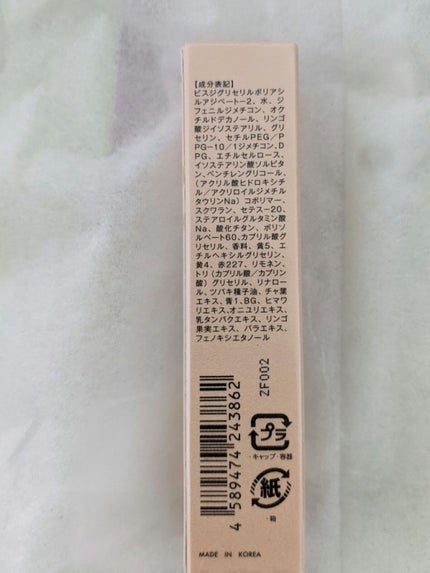 【成分表記】
ビスジグリセリルポリアシ
ルアジペート-2、水、ジ
フェニルジメチコン、オク
チルドデカノール、リンゴ
酸ジイソステアリル、グリ
セリン、セチルPEG/P
PG-10/1ジメチコン、D
PG、エチルセルロース、
イソステアリン酸ソルビタ
ン、ペンチレングリコール、
(アクリル酸ヒドロキシエ
チル/アクリロイルジメチル
タウリンNa)コポリマー、
スクワラン、セテス-20、
ステアロイルグルタミン酸
Na、酸化チタン、ポリソ
ルベート60、カプリル酸グ
リセリル、香料、黄5、エ
チルヘキシルグリセリン、
黄4、赤227、リモネン、
トリ(カプリル酸/カプリン
酸)グリセリル、リナロー
ル、ツバキ種子油、チャ葉
エキス、青1、BG、ヒマワ
リエキス、オニユリエキス、
乳タンパクエキス、リンゴ
果実エキス、バラエキス、
フェノキシエタノール
ZF002
4 589474 243862
プラ
・キャップ・容器
紙
・箱
MADE IN KOREA